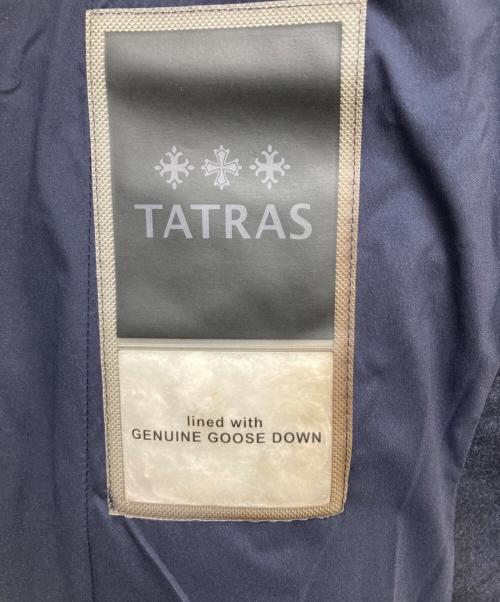 TATRAS
lined with
GENUINE GOOSE DOWN